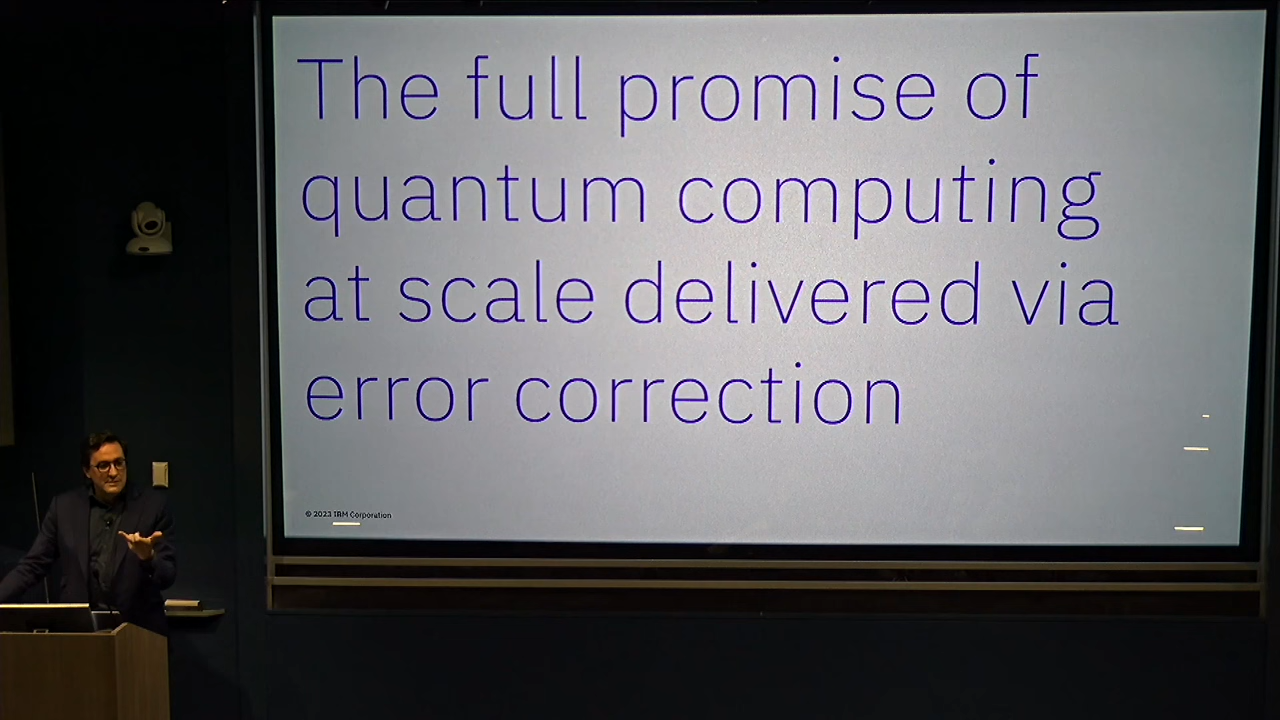 The full promise of
quantum computing
at scale delivered via
error correction
© 2023 IBM Corporation